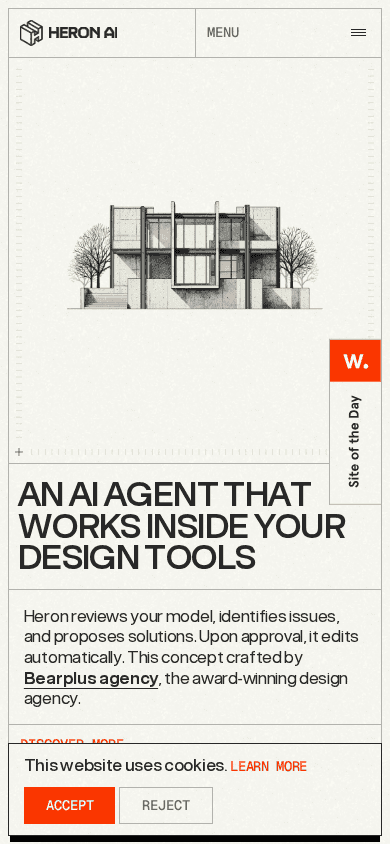 HERON AI
MENU
W.
Site of the Day
AN AI AGENT THAT
WORKS INSIDE YOUR
DESIGN TOOLS
Heron reviews your model, identifies issues,
and proposes solutions. Upon approval, it edits
automatically. This concept crafted by
Bearplus agency, the award-winning design
agency.
DISCOVER MORE
This website uses cookies. LEARN MORE
ACCEPT
REJECT